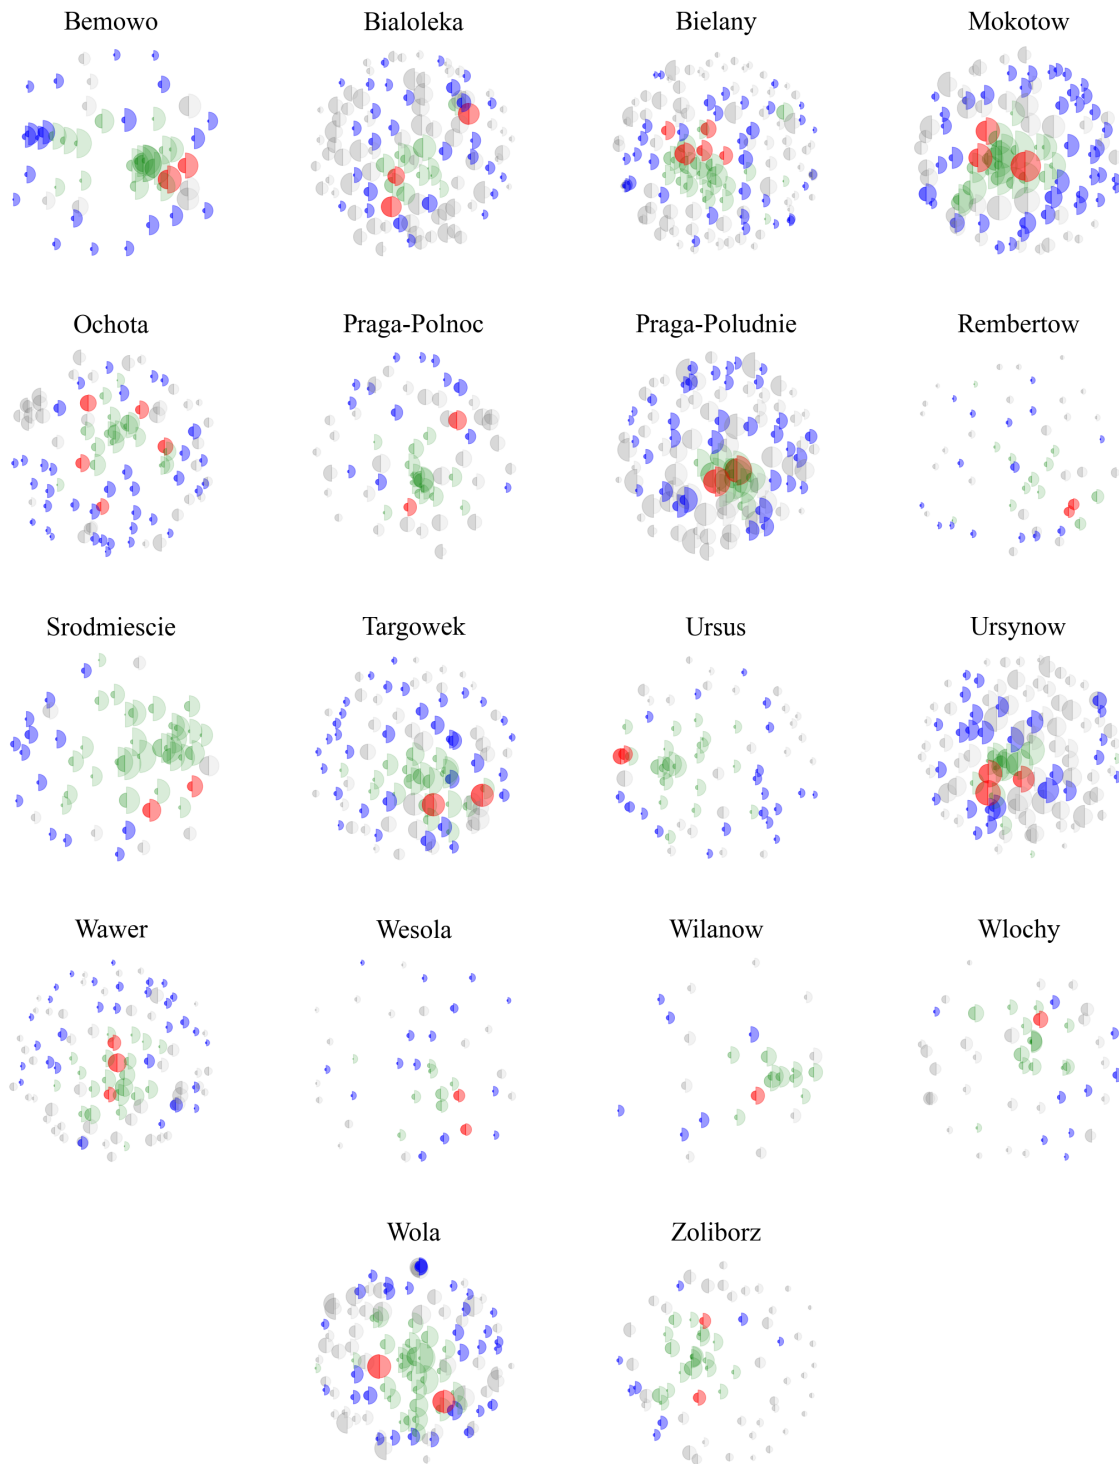 Bemowo
Bialoleka
Bielany
Mokotow
Ochota
Praga-Polnoc
Praga-Poludnie
Rembertow
Srodmiescie
Targowek
Ursus
Ursynow
Wawer
Wesola
Wilanow
Wlochy
Wola
Zoliborz